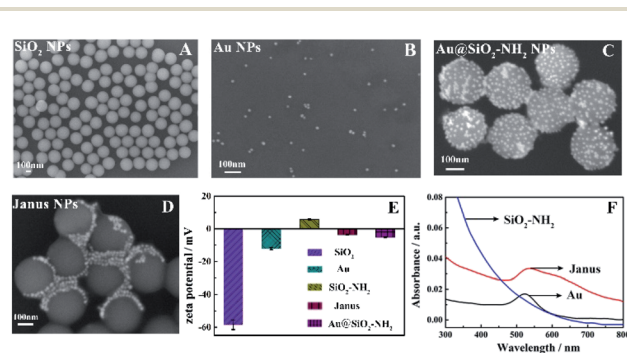 SiO₂ NPs
A
100nm
Au NPs
B
100nm
Au@SiO₂-NH₂ NPs
C
100nm
Janus NPs
D
100nm
E
zeta potential / mV
20
0
-20
-40
-60
SiO₂
Au
SiO₂-NH₂
Janus
Au@SiO₂-NH₂
F
Absorbance / a.u.
0.08
0.06
0.04
0.02
0.00
SiO₂-NH₂
Janus
Au
300 400 500 600 700 800
Wavelength / nm